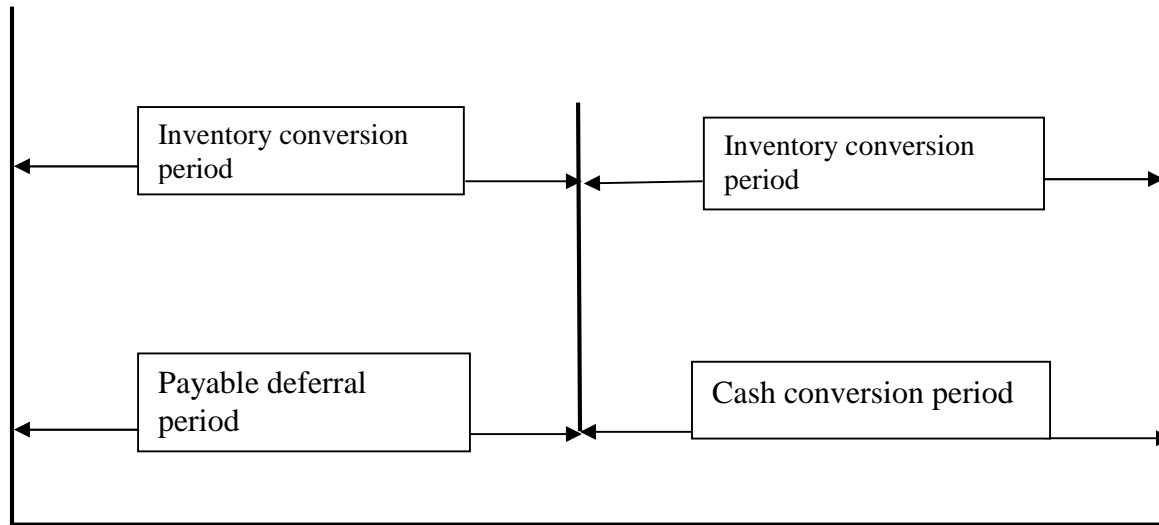 Inventory conversion
period
Inventory conversion
period
Payable deferral
period
Cash conversion period